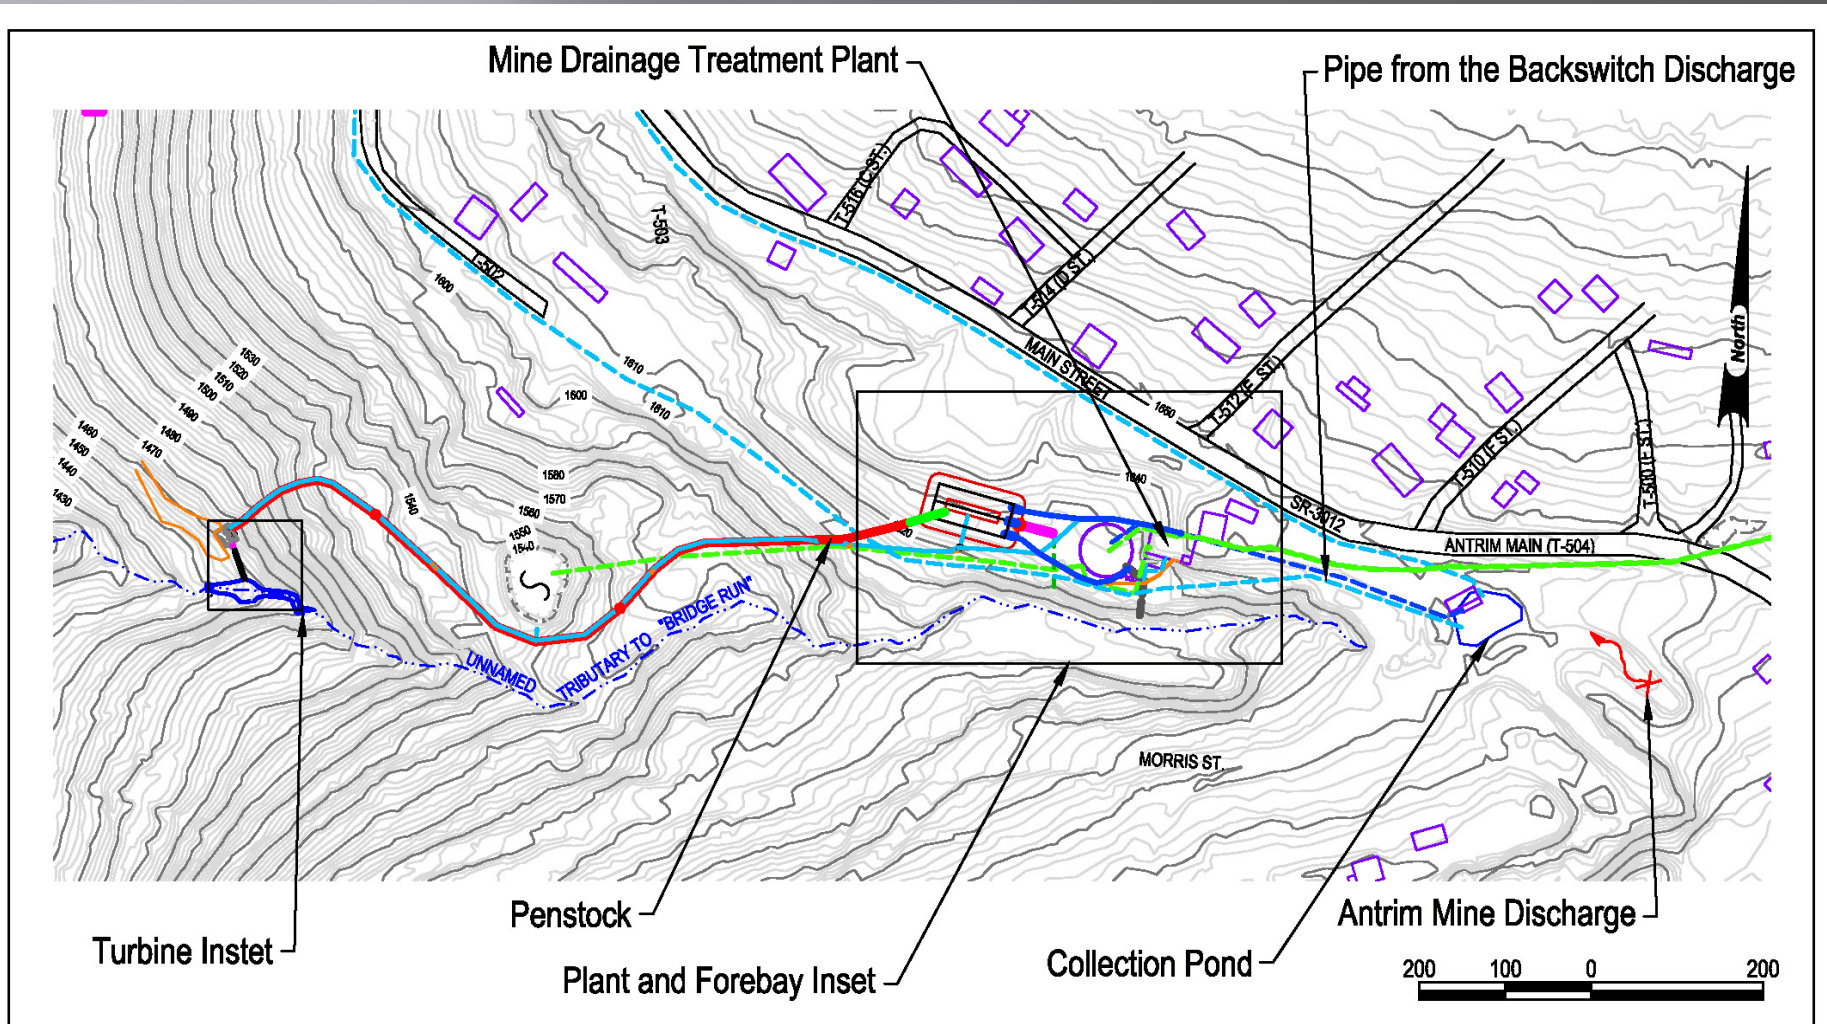 Mine Drainage Treatment Plant
Pipe from the Backswitch Discharge
T-516 (C ST.)
T-503
T-502
T-514 (D ST.)
1600
1610
1610
1600
MAIN STREET
1650
T-512 (E. ST.)
North
1530
1520
1510
1500
1490
1480
1470
1460
1450
1440
1430
1580
1570
1560
1550
1540
1540
1640
20
T-510 (F ST.)
SR-3012
ANTRIM MAIN (T-504)
UNNAMED
TRIBUTARY TO "BRIDGE RUN"
MORRIS ST.
Penstock
Antrim Mine Discharge
Turbine Instet
Collection Pond
Plant and Forebay Inset
200 100 0 200